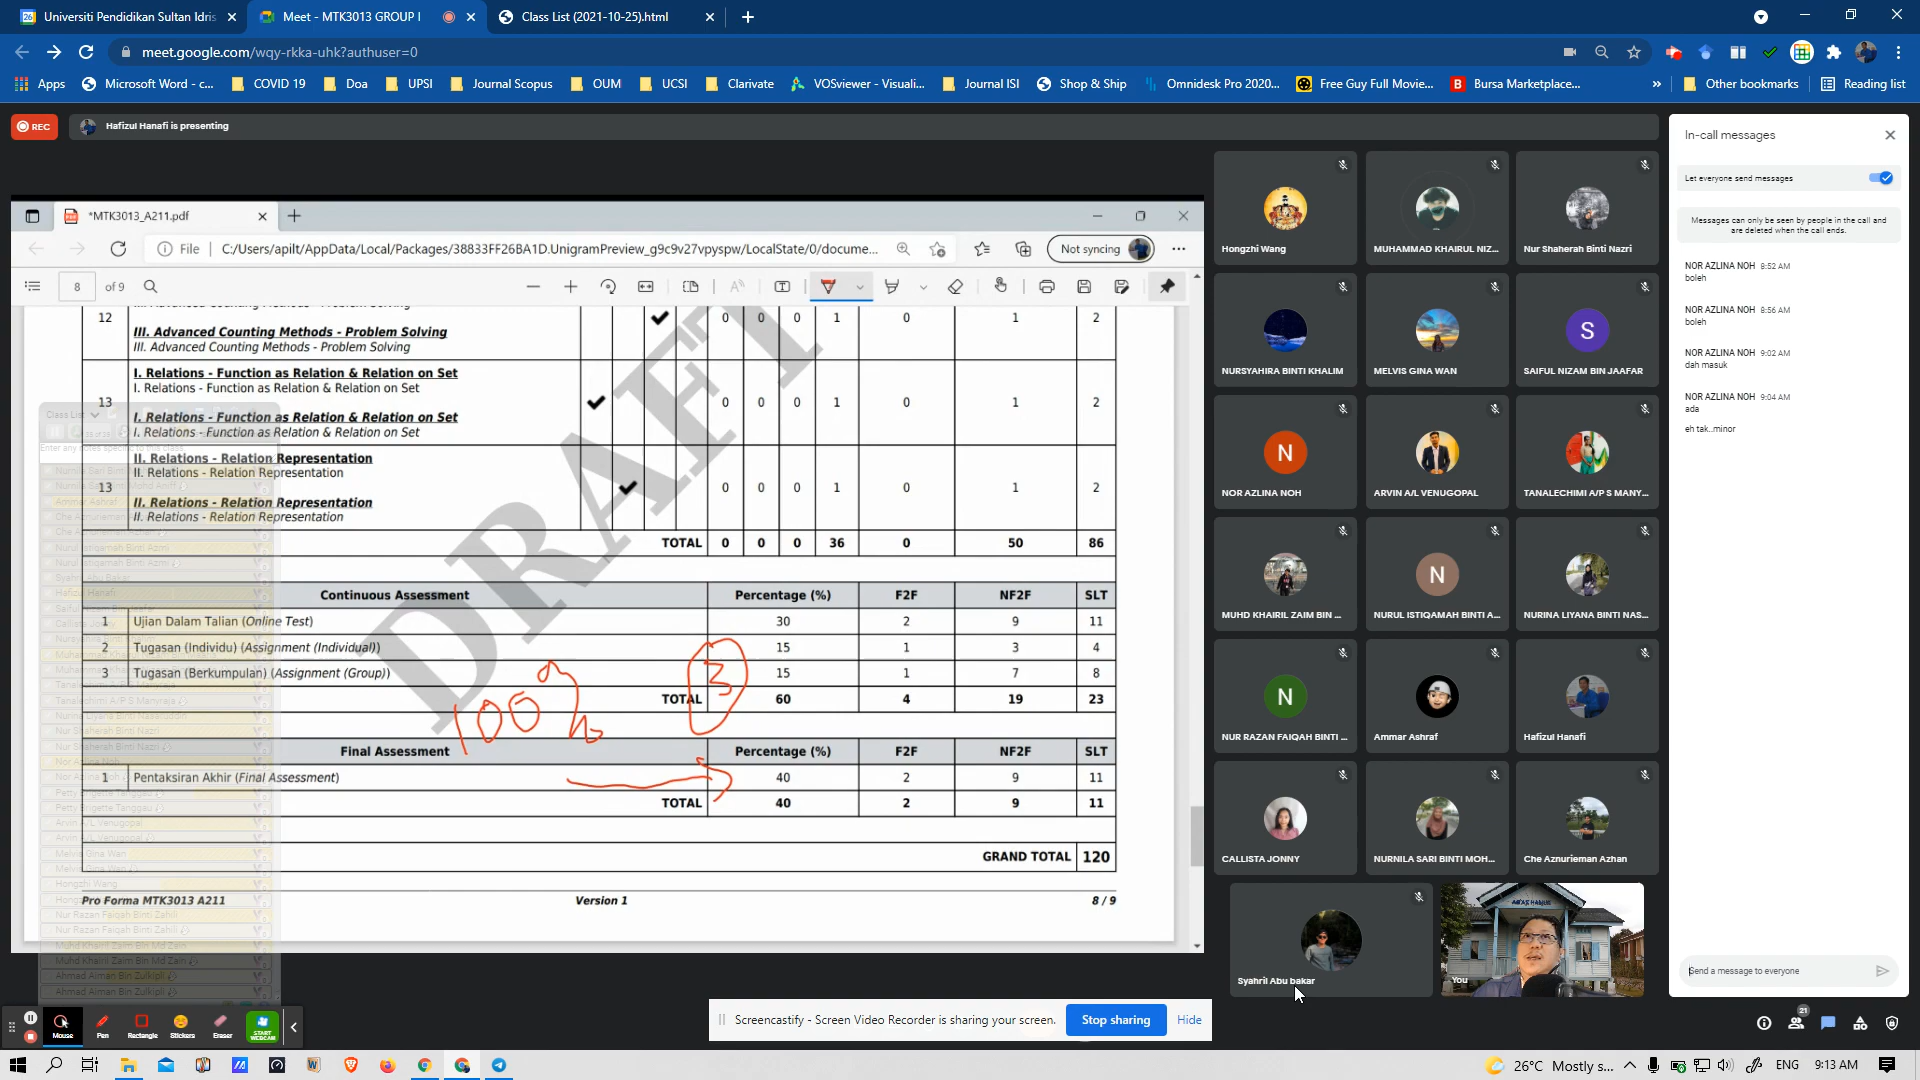 Universiti Pendidikan Sultan Idris
Meet - MTK3013 GROUP I
Class List (2021-10-25).html
meet.google.com/wqy-rkka-uhk?authuser=0
Apps
Microsoft Word - c...
COVID 19
Doa
UPSI
Journal Scopus
OUM
UCSI
Clarivate
VOSviewer - Visuali...
Journal ISI
Shop & Ship
Omnidesk Pro 2020...
Free Guy Full Movie...
Bursa Marketplace...
»
Other bookmarks
Reading list
REC
Hafizul Hanafi is presenting
*MTK3013_A211.pdf
File
C:/Users/apilt/AppData/Local/Packages/38833FF26BA1D.UnigramPreview_g9c9v27vpyspw/LocalState/0/docume...
Not syncing
8 of 9
DRAFT
12 0 0 0 1 0 1 2
III. Advanced Counting Methods - Problem Solving
III. Advanced Counting Methods - Problem Solving
I. Relations - Function as Relation & Relation on Set
I. Relations - Function as Relation & Relation on Set
13 0 0 0 1 0 1 2
I. Relations - Function as Relation & Relation on Set
I. Relations - Function as Relation & Relation on Set
II. Relations - Relation Representation
II. Relations - Relation Representation
13 0 0 0 1 0 1 2
II. Relations - Relation Representation
II. Relations - Relation Representation
TOTAL 0 0 0 36 0 50 86
Continuous Assessment Percentage (%) F2F NF2F SLT
1 Ujian Dalam Talian (Online Test) 30 2 9 11
2 Tugasan (Individu) (Assignment (Individual)) 15 1 3 4
3 Tugasan (Berkumpulan) (Assignment (Group)) 15 1 7 8
TOTAL 60 4 19 23
100%
3
Final Assessment Percentage (%) F2F NF2F SLT
1 Pentaksiran Akhir (Final Assessment) 40 2 9 11
TOTAL 40 2 9 11
GRAND TOTAL 120
Pro Forma MTK3013 A211
Version 1
8 / 9
Class List
Hongzhi Wang
MUHAMMAD KHAIRUL NIZ...
Nur Shaherah Binti Nazri
NURSYAHIRA BINTI KHALIM
MELVIS GINA WAN
S
SAIFUL NIZAM BIN JAAFAR
N
NOR AZLINA NOH
ARVIN A/L VENUGOPAL
TANALECHIMI A/P S MANY...
MUHD KHAIRIL ZAIM BIN ...
N
NURUL ISTIQAMAH BINTI A...
NURINA LIYANA BINTI NAS...
N
NUR RAZAN FAIQAH BINTI ...
Ammar Ashraf
Hafizul Hanafi
CALLISTA JONNY
NURNILA SARI BINTI MOH...
Che Aznurieman Azhan
Syahril Abu bakar
You
In-call messages
Let everyone send messages
Messages can only be seen by people in the call and
are deleted when the call ends.
NOR AZLINA NOH 8:52 AM
boleh
NOR AZLINA NOH 8:56 AM
boleh
NOR AZLINA NOH 9:02 AM
dah masuk
NOR AZLINA NOH 9:04 AM
ada
eh tak..minor
Send a message to everyone
21
Mouse
Pen
Rectangle
Stickers
Eraser
START
WEBCAM
Screencastify - Screen Video Recorder is sharing your screen.
Stop sharing
Hide
26°C Mostly s...
ENG
9:13 AM